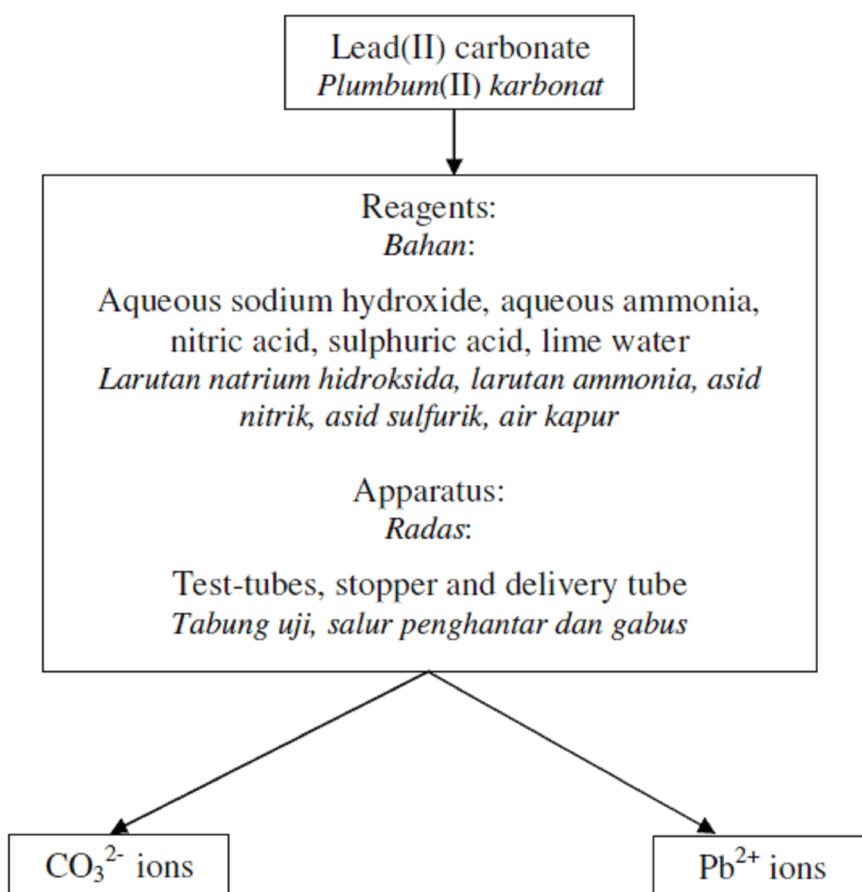 Lead(II) carbonate
Plumbum(II) karbonat
Reagents:
Bahan:
Aqueous sodium hydroxide, aqueous ammonia,
nitric acid, sulphuric acid, lime water
Larutan natrium hidroksida, larutan ammonia, asid
nitrik, asid sulfurik, air kapur
Apparatus:
Radas:
Test-tubes, stopper and delivery tube
Tabung uji, salur penghantar dan gabus
CO₃²⁻ ions
Pb²⁺ ions